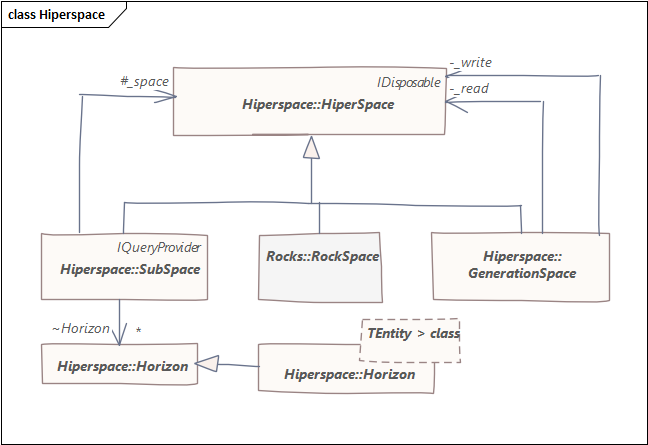 class Hiperspace
#_space
IDisposable
Hiperspace::HiperSpace
-_write
-_read
IQueryProvider
Hiperspace::SubSpace
Rocks::RockSpace
Hiperspace::
GenerationSpace
~Horizon
*
Hiperspace::Horizon
TEntity > class
Hiperspace::Horizon